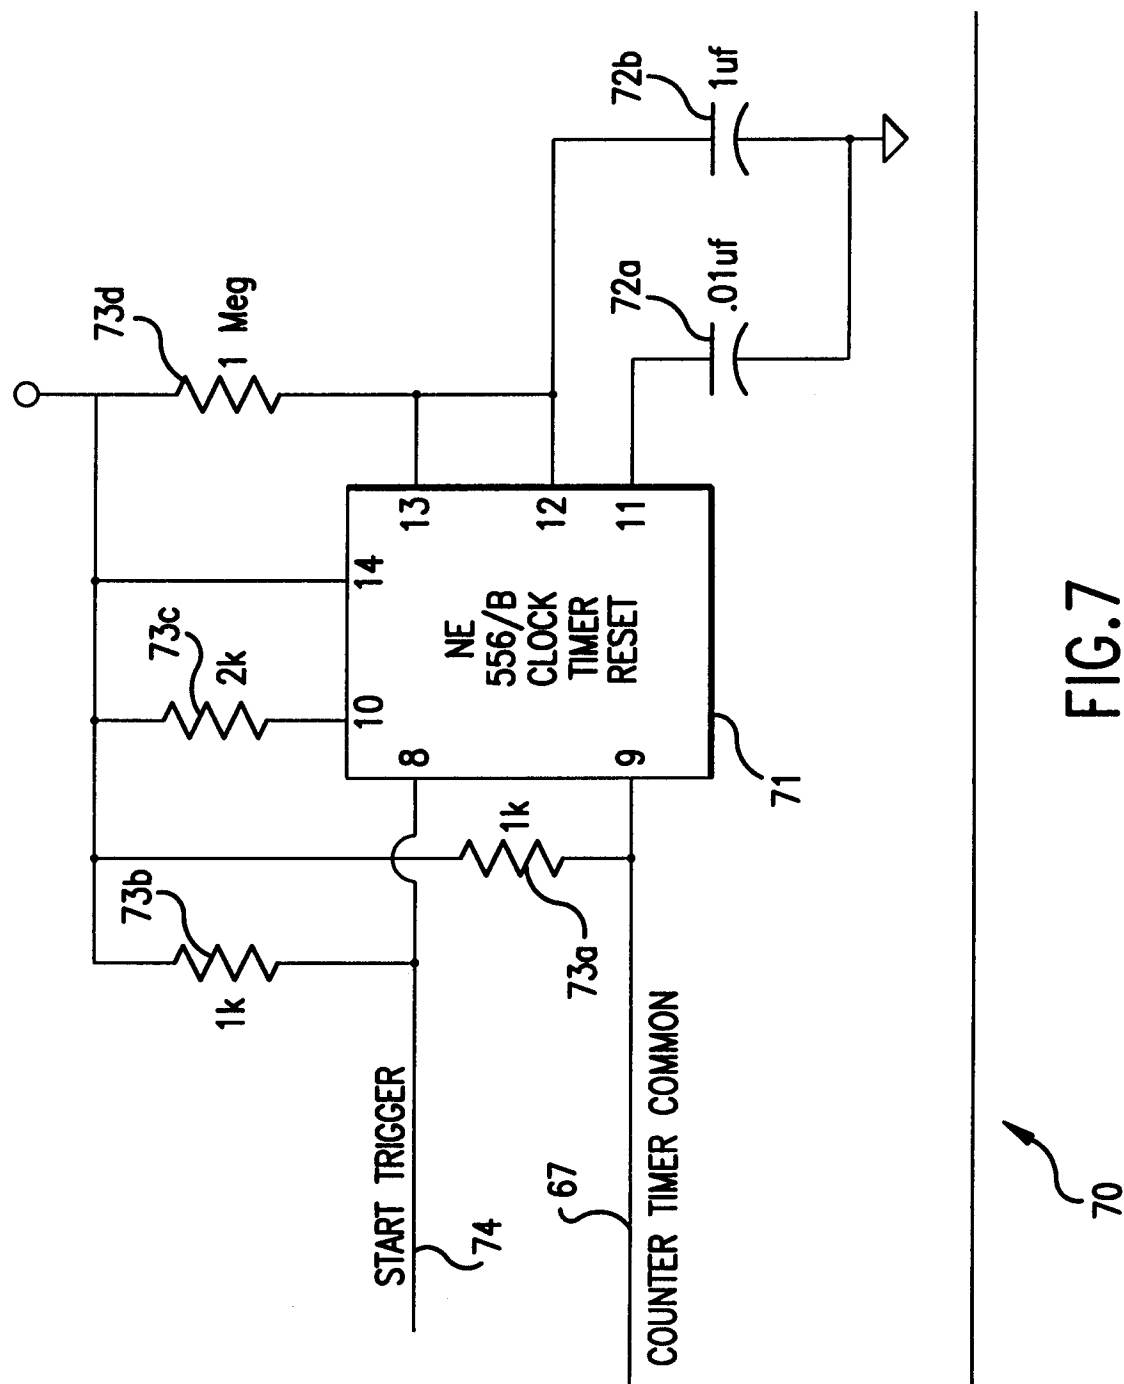 73d
1 Meg
72b
1uf
72a
.01uf
73c
2k
73b
1k
14
10
13
12
11
8
9
NE
556/B
CLOCK
TIMER
RESET
71
1k
73a
START TRIGGER
74
67
COUNTER TIMER COMMON
70
FIG.7